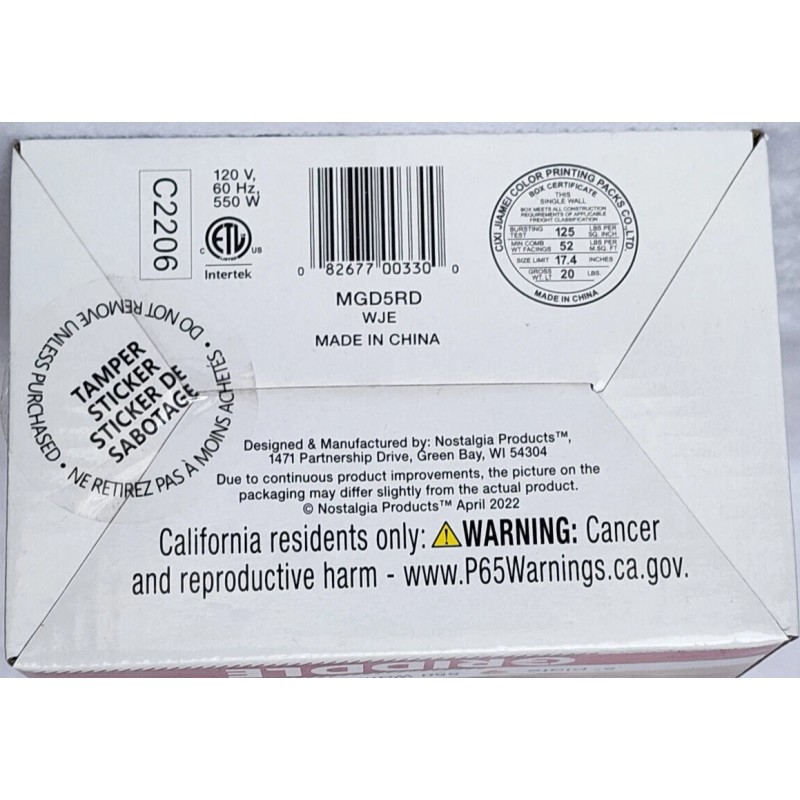 C2206
120 V,
60 Hz,
550 W
C ETL US
LISTED
Intertek
0 82677 00330 0
MGD5RD
WJE
MADE IN CHINA
CIXI JIAMEI COLOR PRINTING PACKS CO.,LTD
BOX CERTIFICATE
THIS
SINGLE WALL
BOX MEETS ALL CONSTRUCTION
REQUIREMENTS OF APPLICABLE
FREIGHT CLASSIFICATION
BURSTING TEST 125 LBS PER SQ. INCH
MIN COMB WT FACINGS 52 LBS PER M.SQ. FT
SIZE LIMIT 17.4 INCHES
GROSS WT. LT 20 LBS.
MADE IN CHINA
• DO NOT REMOVE UNLESS PURCHASED •
TAMPER
STICKER
STICKER DE
SABOTAGE
NE RETIREZ PAS À MOINS ACHETÉS
Designed & Manufactured by: Nostalgia Products™,
1471 Partnership Drive, Green Bay, WI 54304
Due to continuous product improvements, the picture on the
packaging may differ slightly from the actual product.
© Nostalgia Products™ April 2022
California residents only: ⚠WARNING: Cancer
and reproductive harm - www.P65Warnings.ca.gov.
GRIDDLE